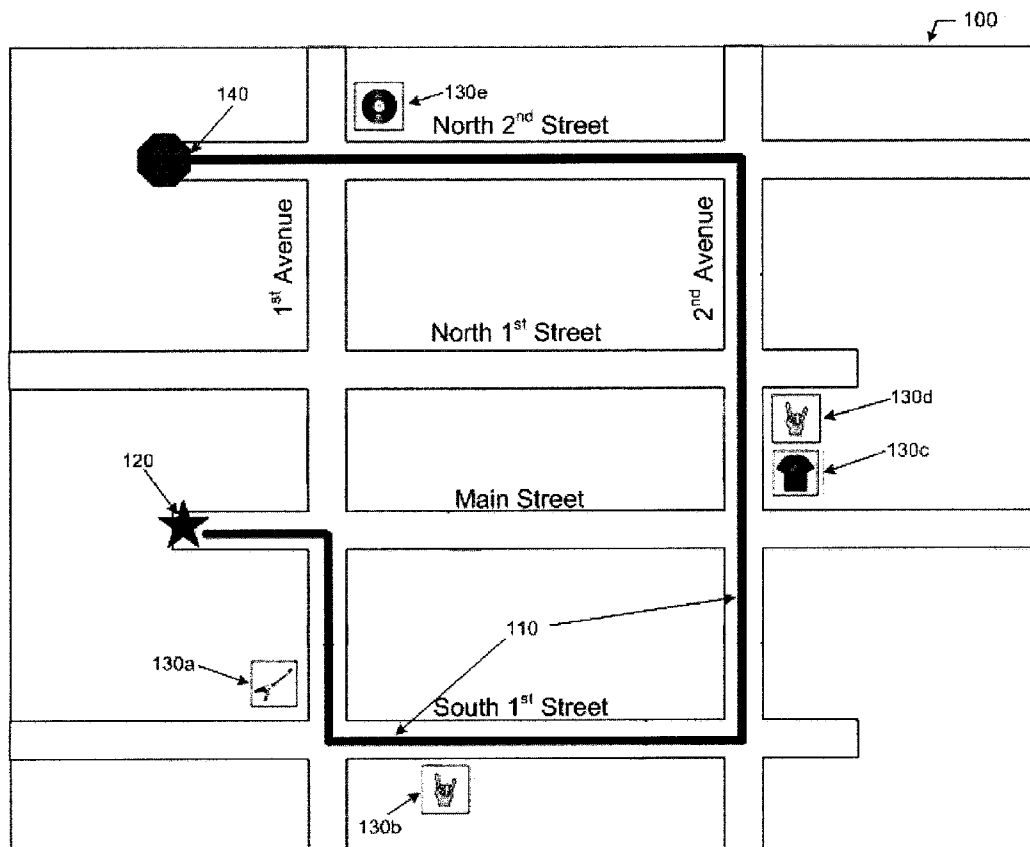 100
140
130e
North 2nd Street
1st Avenue
2nd Avenue
North 1st Street
130d
130c
120
Main Street
110
130a
South 1st Street
130b